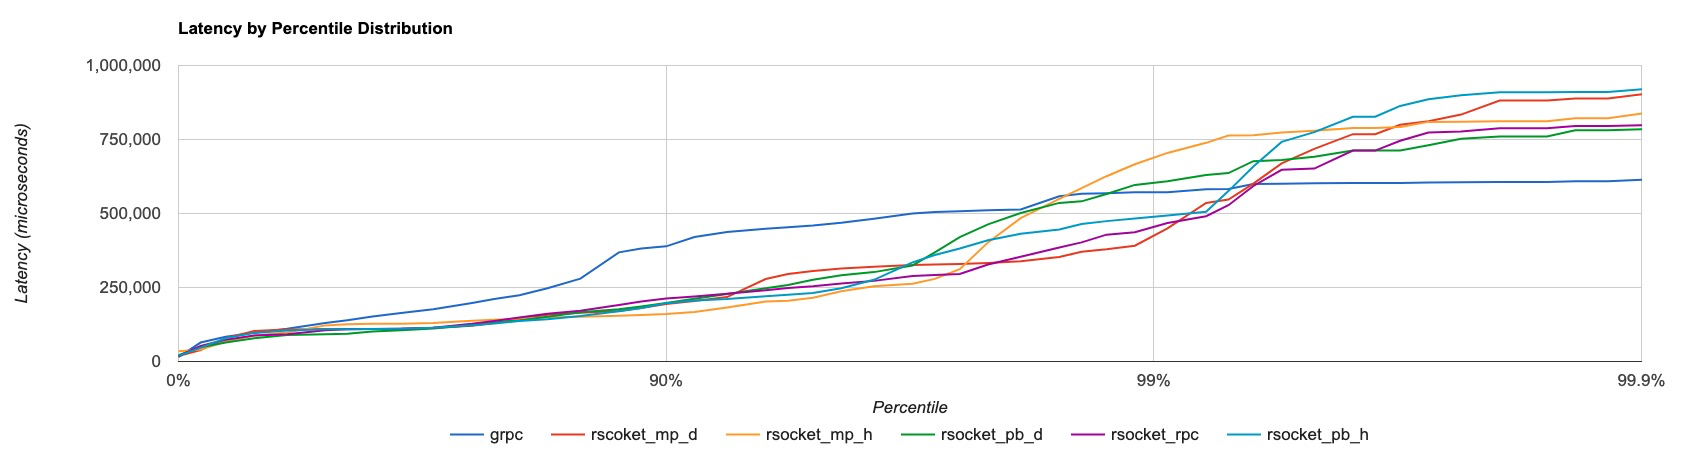 Latency by Percentile Distribution
Latency (microseconds)
1,000,000
750,000
500,000
250,000
0
0% 90% 99% 99.9%
Percentile
grpc rscoket_mp_d rsocket_mp_h rsocket_pb_d rsocket_rpc rsocket_pb_h